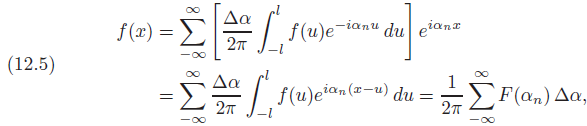 f(x) = \sum_{-\infty}^{\infty} \left[ \frac{\Delta\alpha}{2\pi} \int_{-l}^{l} f(u) e^{-i\alpha_n u} \, du \right] e^{i\alpha_n x}
(12.5)
= \sum_{-\infty}^{\infty} \frac{\Delta\alpha}{2\pi} \int_{-l}^{l} f(u) e^{i\alpha_n (x-u)} \, du = \frac{1}{2\pi} \sum_{-\infty}^{\infty} F(\alpha_n) \, \Delta\alpha,